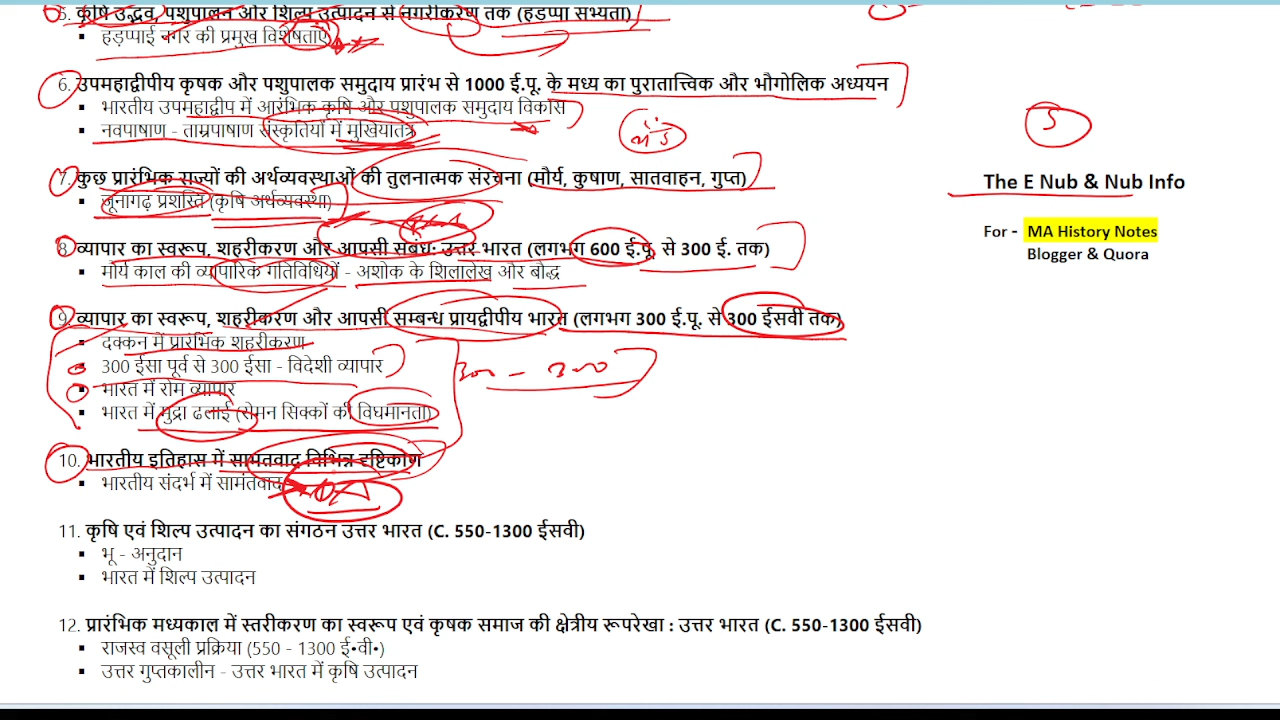 5. कृषि उद्भव, पशुपालन और शिल्प उत्पादन से नगरीकरण तक (हड़प्पा सभ्यता)
▪ हड़प्पाई नगर की प्रमुख विशेषताएं
6. उपमहाद्वीपीय कृषक और पशुपालक समुदाय प्रारंभ से 1000 ई.पू. के मध्य का पुरातात्त्विक और भौगोलिक अध्ययन
▪ भारतीय उपमहाद्वीप में आरंभिक कृषि और पशुपालक समुदाय विकास
▪ नवपाषाण - ताम्रपाषाण संस्कृतियों में मुखियातंत्र
7. कुछ प्रारंभिक राज्यों की अर्थव्यवस्थाओं की तुलनात्मक संरचना (मौर्य, कुषाण, सातवाहन, गुप्त)
▪ जूनागढ़ प्रशस्ति (कृषि अर्थव्यवस्था)
8. व्यापार का स्वरूप, शहरीकरण और आपसी संबंधः उत्तर भारत (लगभग 600 ई.पू. से 300 ई. तक)
▪ मौर्य काल की व्यापारिक गतिविधियों - अशोक के शिलालेख और बौद्ध
9. व्यापार का स्वरूप, शहरीकरण और आपसी सम्बन्ध प्रायद्वीपीय भारत (लगभग 300 ई.पू. से 300 ईसवी तक)
▪ दक्कन में प्रारंभिक शहरीकरण
▪ 300 ईसा पूर्व से 300 ईसा - विदेशी व्यापार
▪ भारत में रोम व्यापार
▪ भारत में मुद्रा ढलाई (रोमन सिक्कों की विघमानता)
300 - 300
10. भारतीय इतिहास में सामंतवाद विभिन्न दृष्टिकोण
▪ भारतीय संदर्भ में सामंतवाद
11. कृषि एवं शिल्प उत्पादन का संगठन उत्तर भारत (C. 550-1300 ईसवी)
▪ भू - अनुदान
▪ भारत में शिल्प उत्पादन
12. प्रारंभिक मध्यकाल में स्तरीकरण का स्वरूप एवं कृषक समाज की क्षेत्रीय रूपरेखा : उत्तर भारत (C. 550-1300 ईसवी)
▪ राजस्व वसूली प्रक्रिया (550 - 1300 ई॰वी॰)
▪ उत्तर गुप्तकालीन - उत्तर भारत में कृषि उत्पादन
5
The E Nub & Nub Info
For - MA History Notes
Blogger & Quora